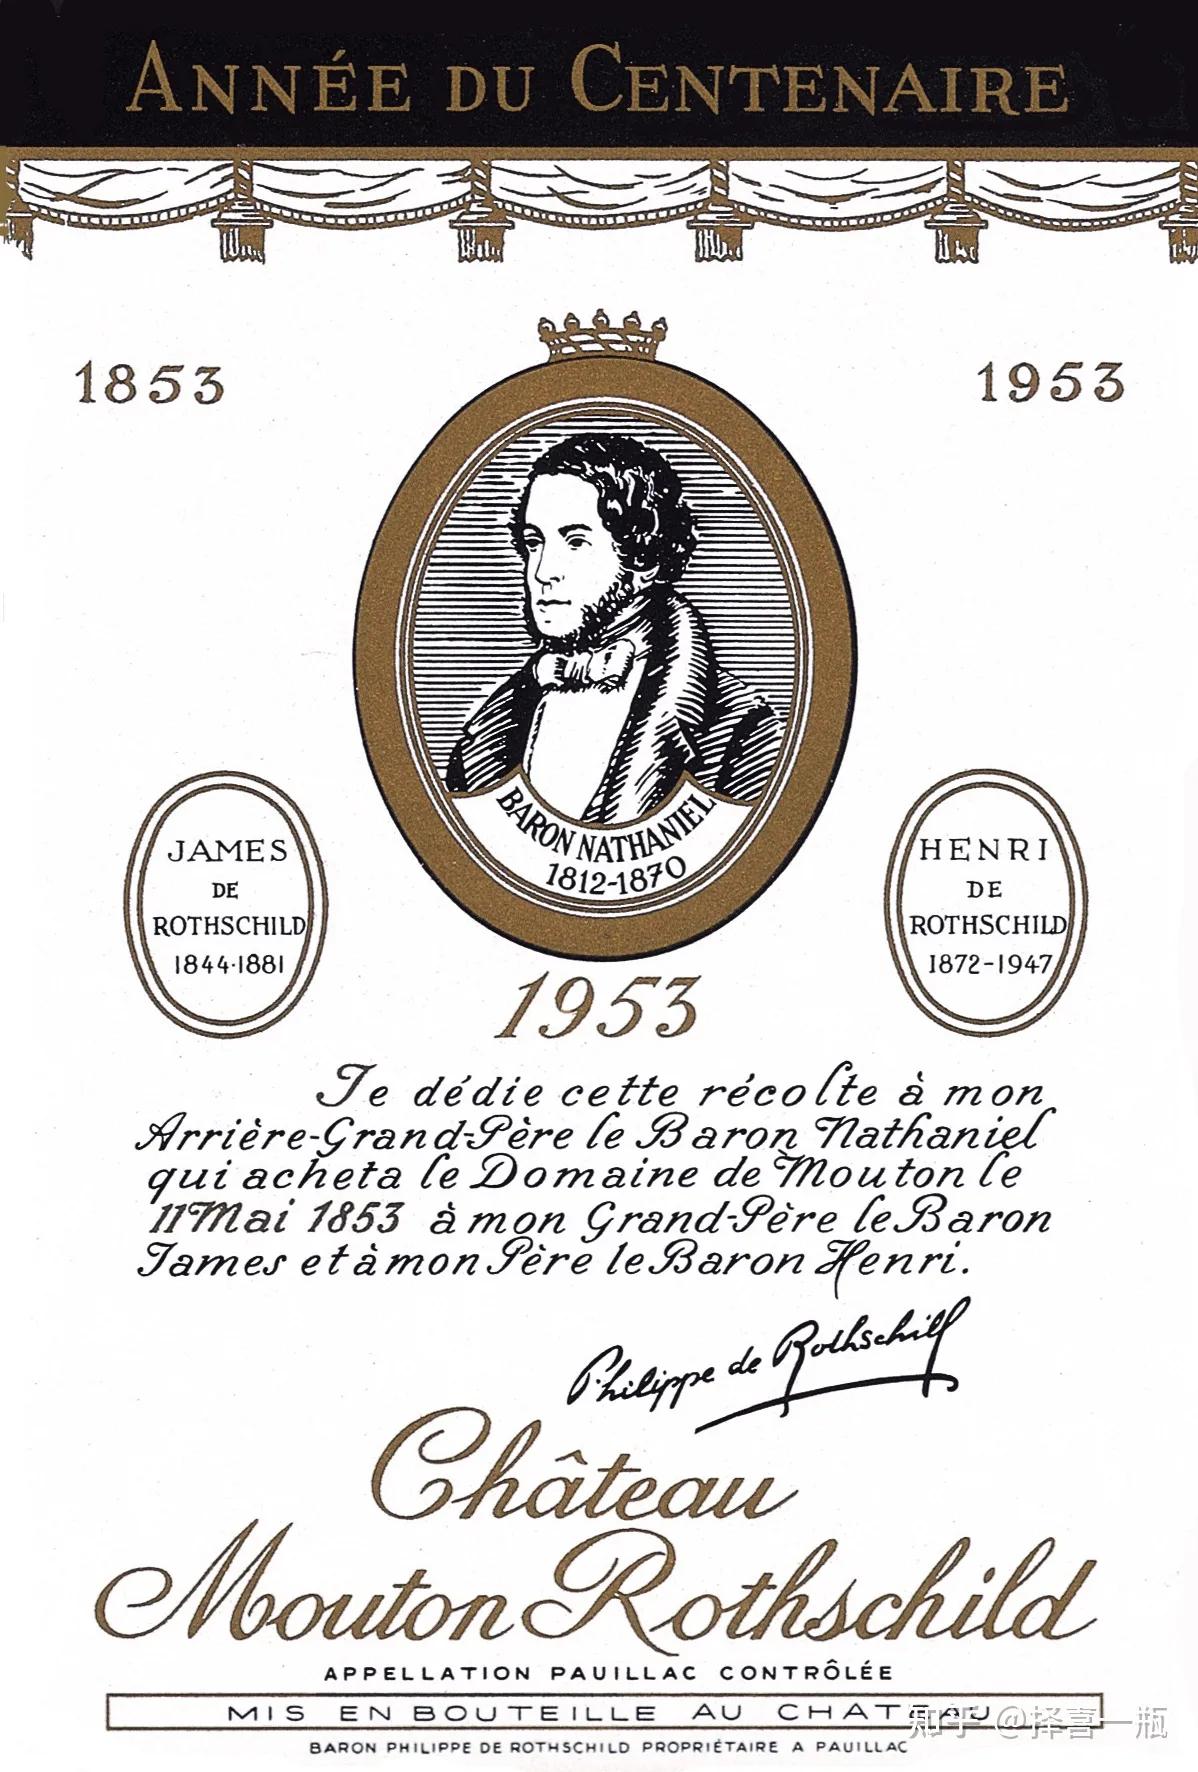 ANNÉE DU CENTENAIRE
1853
1953
BARON NATHANIEL
1812-1870
JAMES
DE
ROTHSCHILD
1844·1881
HENRI
DE
ROTHSCHILD
1872-1947
1953
Je dédie cette récolte à mon
Arrière-Grand-Père le Baron Nathaniel
qui acheta le Domaine de Mouton le
11 Mai 1853 à mon Grand-Père le Baron
James et à mon Père le Baron Henri.
Philippe de Rothschild
Château
Mouton Rothschild
APPELLATION PAUILLAC CONTRÔLÉE
MIS EN BOUTEILLE AU CHATEAU
BARON PHILIPPE DE ROTHSCHILD PROPRIÉTAIRE A PAUILLAC
知乎 @择喜一瓶